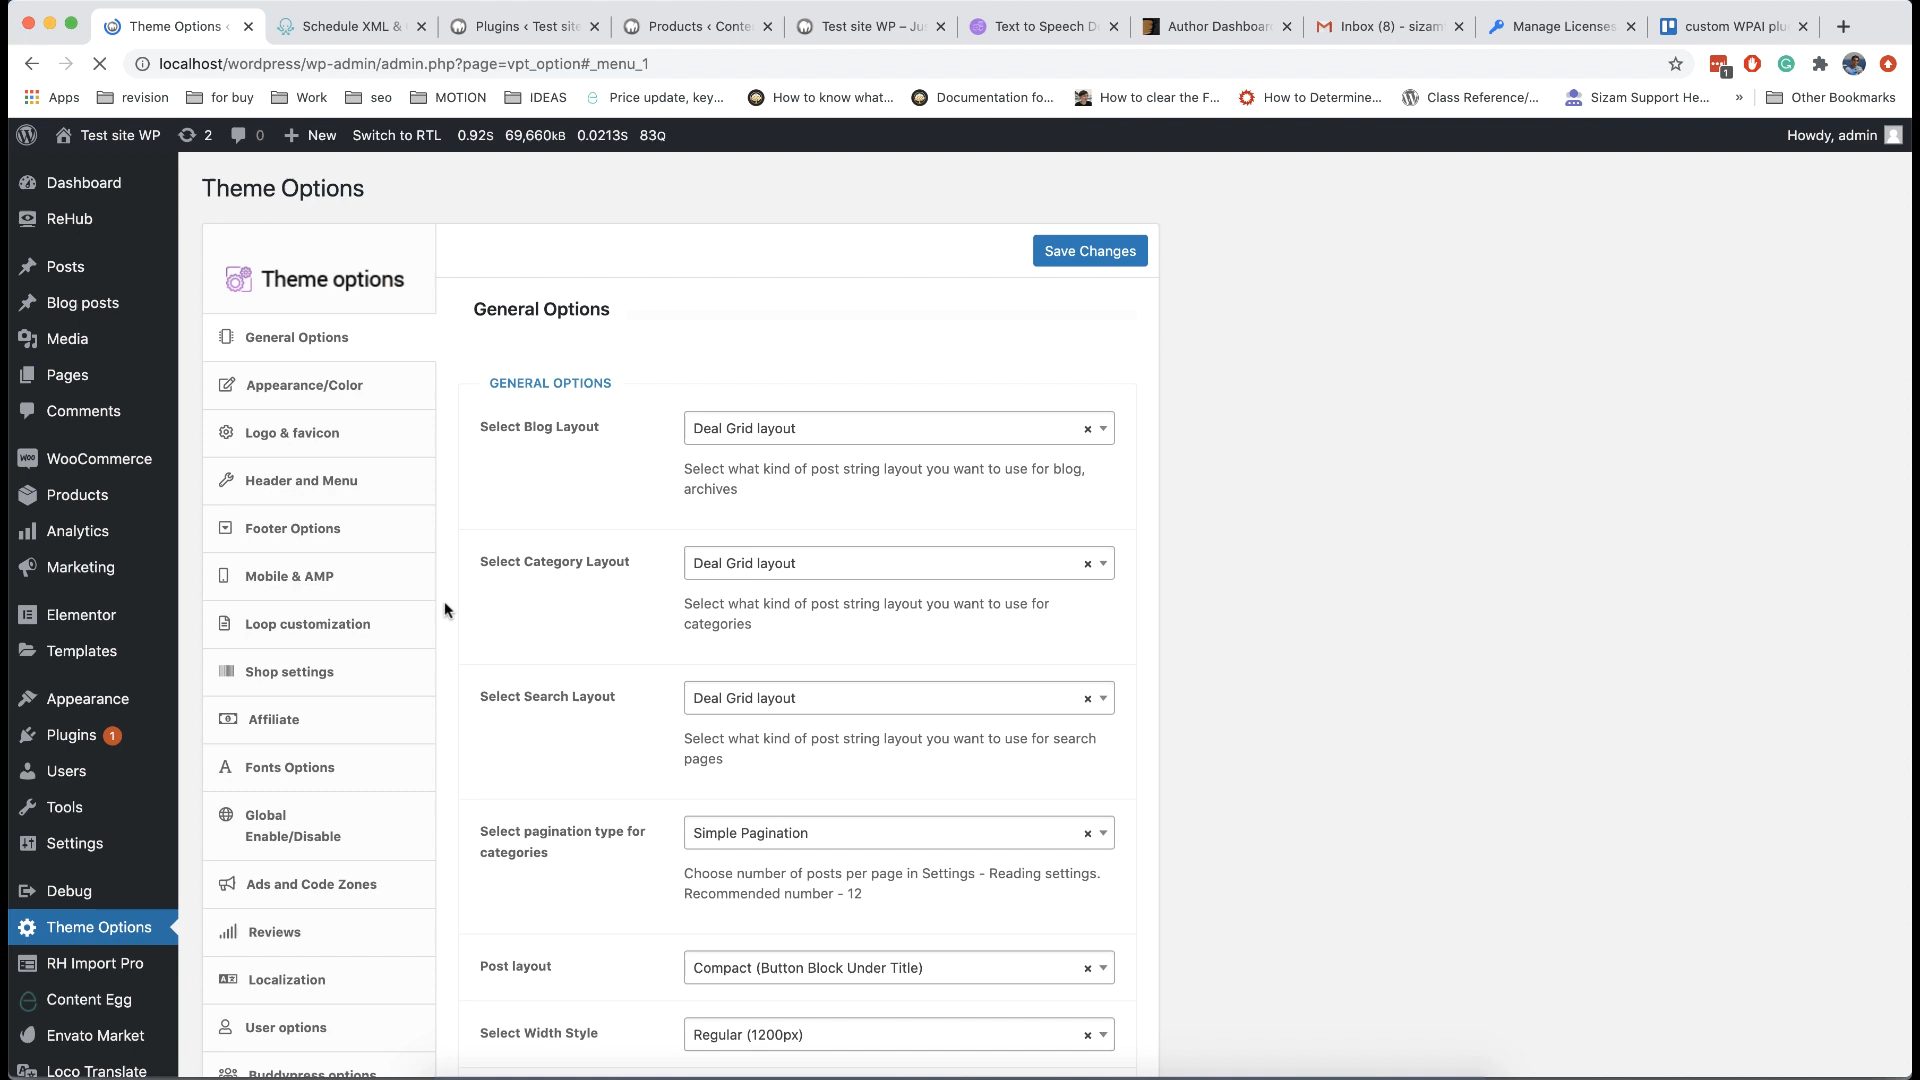 Theme Options ‹
Schedule XML &
Plugins ‹ Test site
Products ‹ Conte
Test site WP – Ju
Text to Speech D
Author Dashboar
Inbox (8) - sizam
Manage Licenses
custom WPAI plu
localhost/wordpress/wp-admin/admin.php?page=vpt_option#_menu_1
1
Apps
revision
for buy
Work
seo
MOTION
IDEAS
Price update, key...
How to know what...
Documentation fo...
How to clear the F...
How to Determine...
Class Reference/...
Sizam Support He...
»
Other Bookmarks
Test site WP
2
0
New
Switch to RTL
0.92s 69,660kB 0.0213s 83Q
Howdy, admin
Dashboard
ReHub
Posts
Blog posts
Media
Pages
Comments
WooCommerce
Products
Analytics
Marketing
Elementor
Templates
Appearance
Plugins 1
Users
Tools
Settings
Debug
Theme Options
RH Import Pro
Content Egg
Envato Market
Loco Translate
Theme Options
Theme options
General Options
Appearance/Color
Logo & favicon
Header and Menu
Footer Options
Mobile & AMP
Loop customization
Shop settings
Affiliate
Fonts Options
Global
Enable/Disable
Ads and Code Zones
Reviews
Localization
User options
Buddypress options
Save Changes
General Options
GENERAL OPTIONS
Select Blog Layout
Deal Grid layout
Select what kind of post string layout you want to use for blog,
archives
Select Category Layout
Deal Grid layout
Select what kind of post string layout you want to use for
categories
Select Search Layout
Deal Grid layout
Select what kind of post string layout you want to use for search
pages
Select pagination type for
categories
Simple Pagination
Choose number of posts per page in Settings - Reading settings.
Recommended number - 12
Post layout
Compact (Button Block Under Title)
Select Width Style
Regular (1200px)